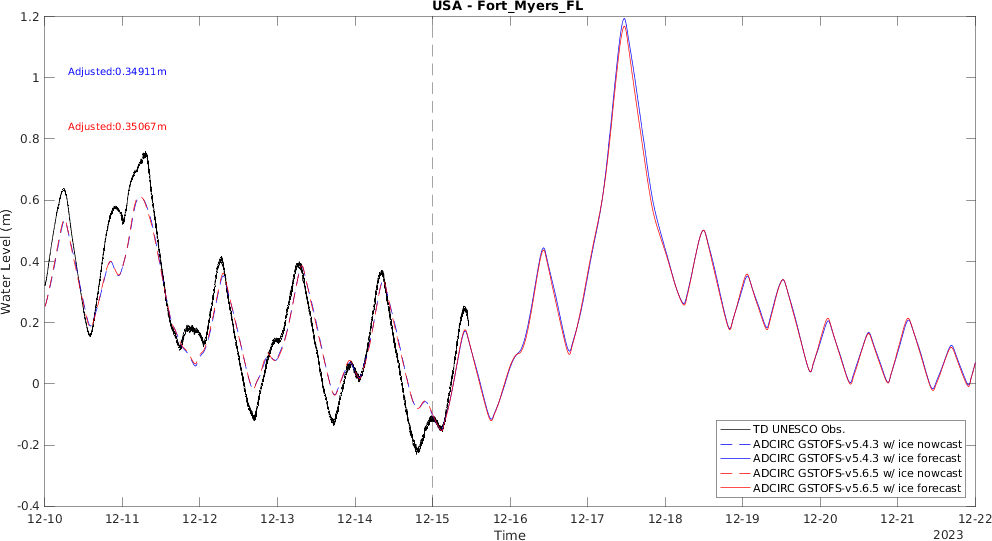 USA - Fort_Myers_FL
1.2
1
0.8
0.6
0.4
0.2
0
-0.2
-0.4
Water Level (m)
Adjusted:0.34911m
Adjusted:0.35067m
TD UNESCO Obs.
ADCIRC GSTOFS-v5.4.3 w/ ice nowcast
ADCIRC GSTOFS-v5.4.3 w/ ice forecast
ADCIRC GSTOFS-v5.6.5 w/ ice nowcast
ADCIRC GSTOFS-v5.6.5 w/ ice forecast
12-10 12-11 12-12 12-13 12-14 12-15 12-16 12-17 12-18 12-19 12-20 12-21 12-22
Time
2023